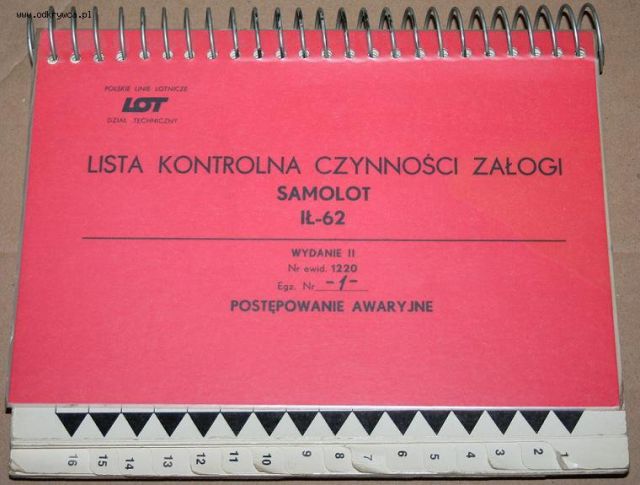 www.odkrywca.pl
POLSKIE LINIE LOTNICZE
LOT
DZIAŁ TECHNICZNY
LISTA KONTROLNA CZYNNOŚCI ZAŁOGI
SAMOLOT
IŁ-62
WYDANIE II
Nr ewid. 1220
Egz. Nr -1-
POSTĘPOWANIE AWARYJNE
16 15 14 13 12 11 10 9 8 7 6 5 4 3 2 1